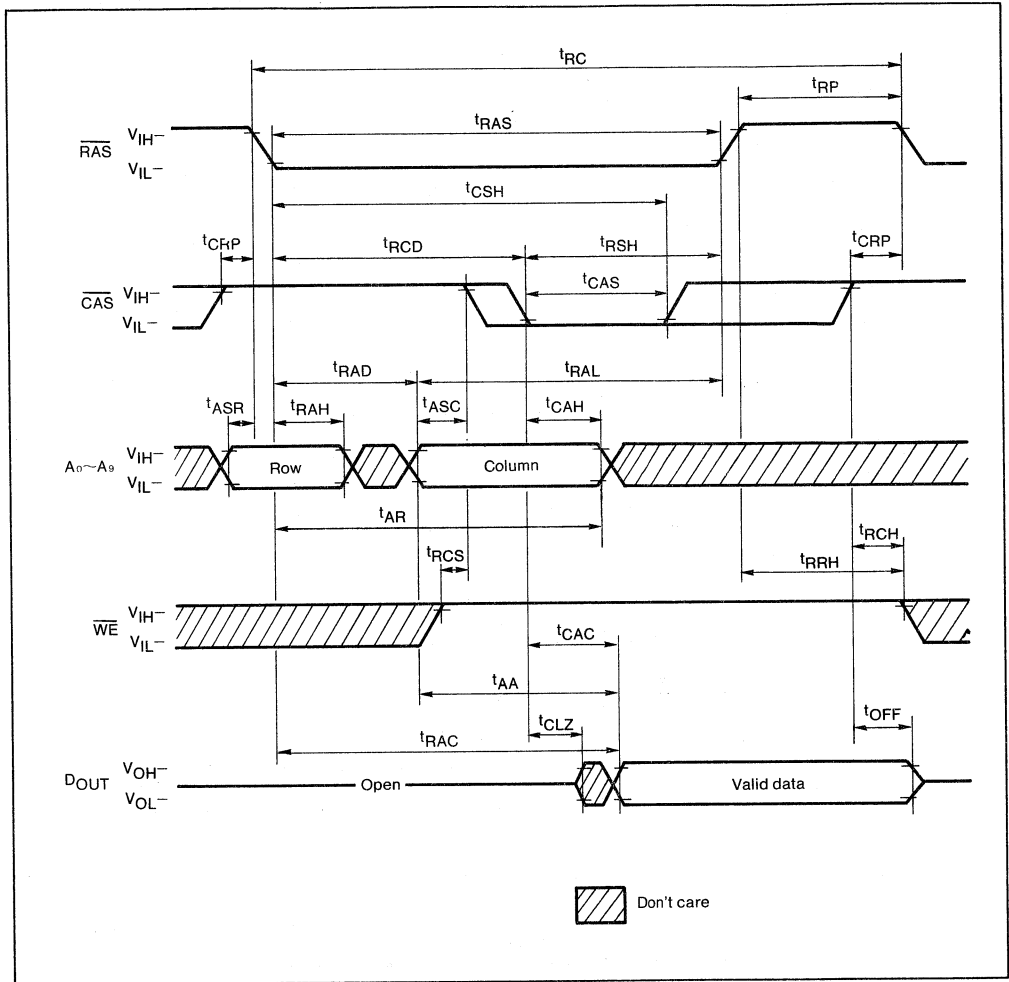 tRC
tRP
tRAS
RAS
VIH–
VIL–
tCSH
tCRP
tRCD
tRSH
tCRP
tCAS
CAS
VIH–
VIL–
tRAD
tRAL
tASR
tRAH
tASC
tCAH
A0~A9
VIH–
VIL–
Row
Column
tAR
tRCS
tRCH
tRRH
WE
VIH–
VIL–
tCAC
tAA
tCLZ
tOFF
tRAC
DOUT
VOH–
VOL–
Open
Valid data
Don't care